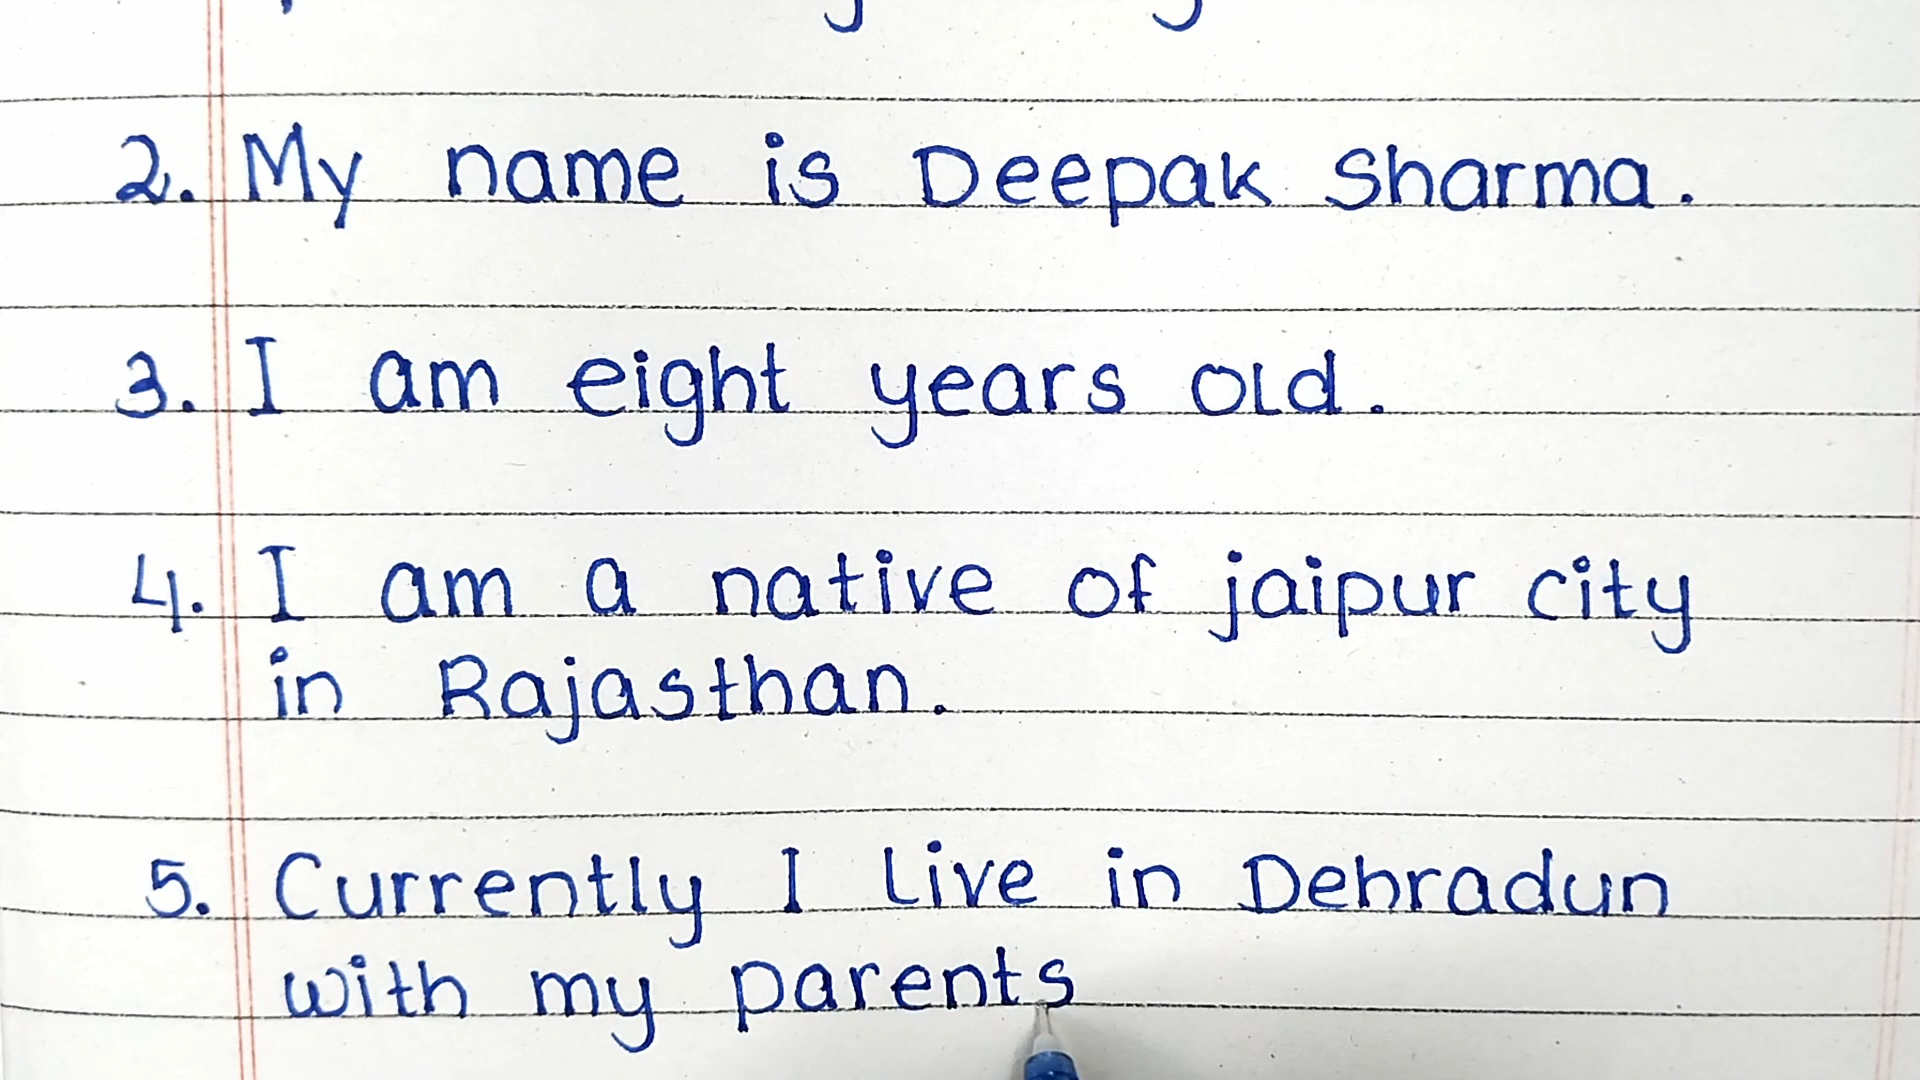 2. My name is Deepak Sharma.
3. I am eight years old.
4. I am a native of jaipur city
in Rajasthan.
5. Currently I live in Dehradun
with my parents